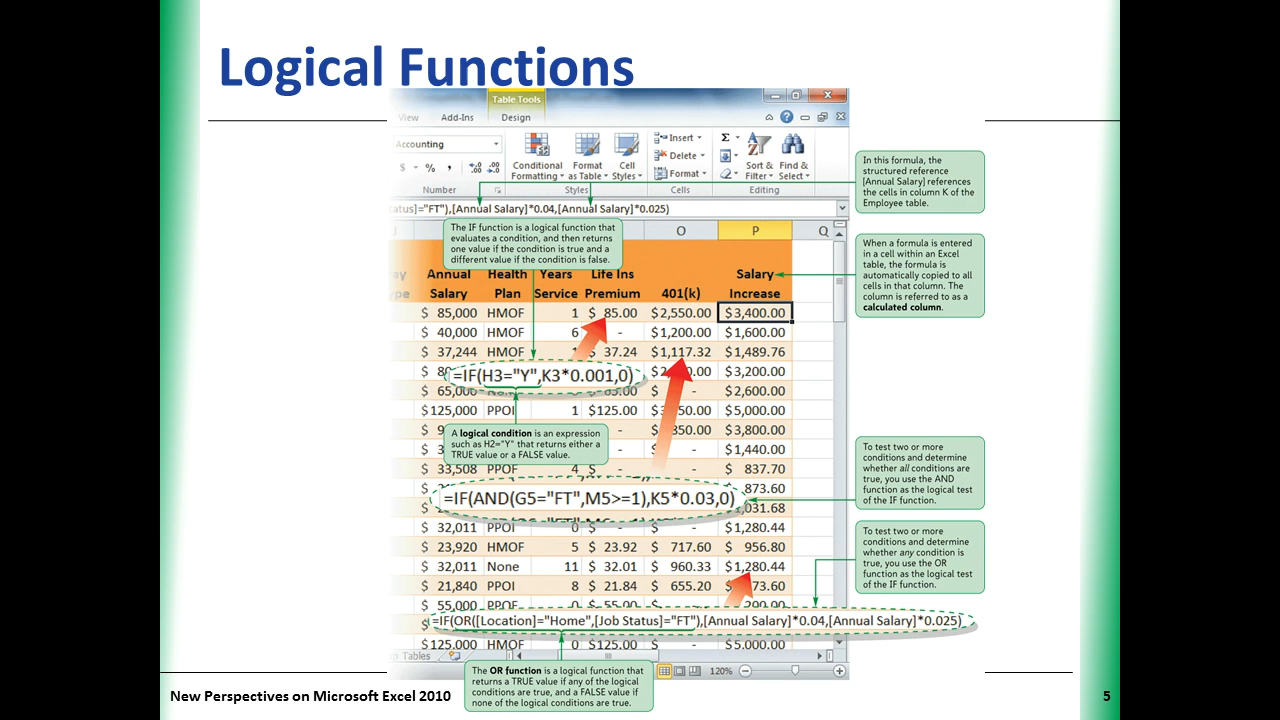 Logical Functions
Table Tools
View Add-Ins Design
Accounting
$ % , .00
Insert
Delete
Format
Σ
Conditional Formatting
Format as Table
Cell Styles
Sort & Filter
Find & Select
Number Styles Cells Editing
tatus]="FT"),[Annual Salary]*0.04,[Annual Salary]*0.025)
In this formula, the
structured reference
[Annual Salary] references
the cells in column K of the
Employee table.
The IF function is a logical function that
evaluates a condition, and then returns
one value if the condition is true and a
different value if the condition is false.
O P Q
When a formula is entered
in a cell within an Excel
table, the formula is
automatically copied to all
cells in that column. The
column is referred to as a
calculated column.
Annual Health Years Life Ins Salary
Salary Plan Service Premium 401(k) Increase
$ 85,000 HMOF 1 $ 85.00 $2,550.00 $3,400.00
$ 40,000 HMOF 6 - $1,200.00 $1,600.00
$ 37,244 HMOF $ 37.24 $1,117.32 $1,489.76
$3,200.00
=IF(H3="Y",K3*0.001,0)
$ - $2,600.00
$125,000 PPOI 1 $125.00 $5,000.00
- $3,800.00
A logical condition is an expression
such as H2="Y" that returns either a
TRUE value or a FALSE value.
- $1,440.00
$ 33,508 PPOF 4 $ - - $ 837.70
To test two or more
conditions and determine
whether all conditions are
true, you use the AND
function as the logical test
of the IF function.
=IF(AND(G5="FT",M5>=1),K5*0.03,0)
$ 32,011 PPOI 0 $ - $ - $1,280.44
$ 23,920 HMOF 5 $ 23.92 $ 717.60 $ 956.80
$ 32,011 None 11 $ 32.01 $ 960.33 $1,280.44
$ 21,840 PPOI 8 $ 21.84 $ 655.20
To test two or more
conditions and determine
whether any condition is
true, you use the OR
function as the logical test
of the IF function.
$ 55,000 PPOF 0 $ 55.00 $ -
=IF(OR([Location]="Home",[Job Status]="FT"),[Annual Salary]*0.04,[Annual Salary]*0.025)
$125,000 HMOF 0 $125.00 $ - $5,000.00
Tables
120%
The OR function is a logical function that
returns a TRUE value if any of the logical
conditions are true, and a FALSE value if
none of the logical conditions are true.
New Perspectives on Microsoft Excel 2010 5